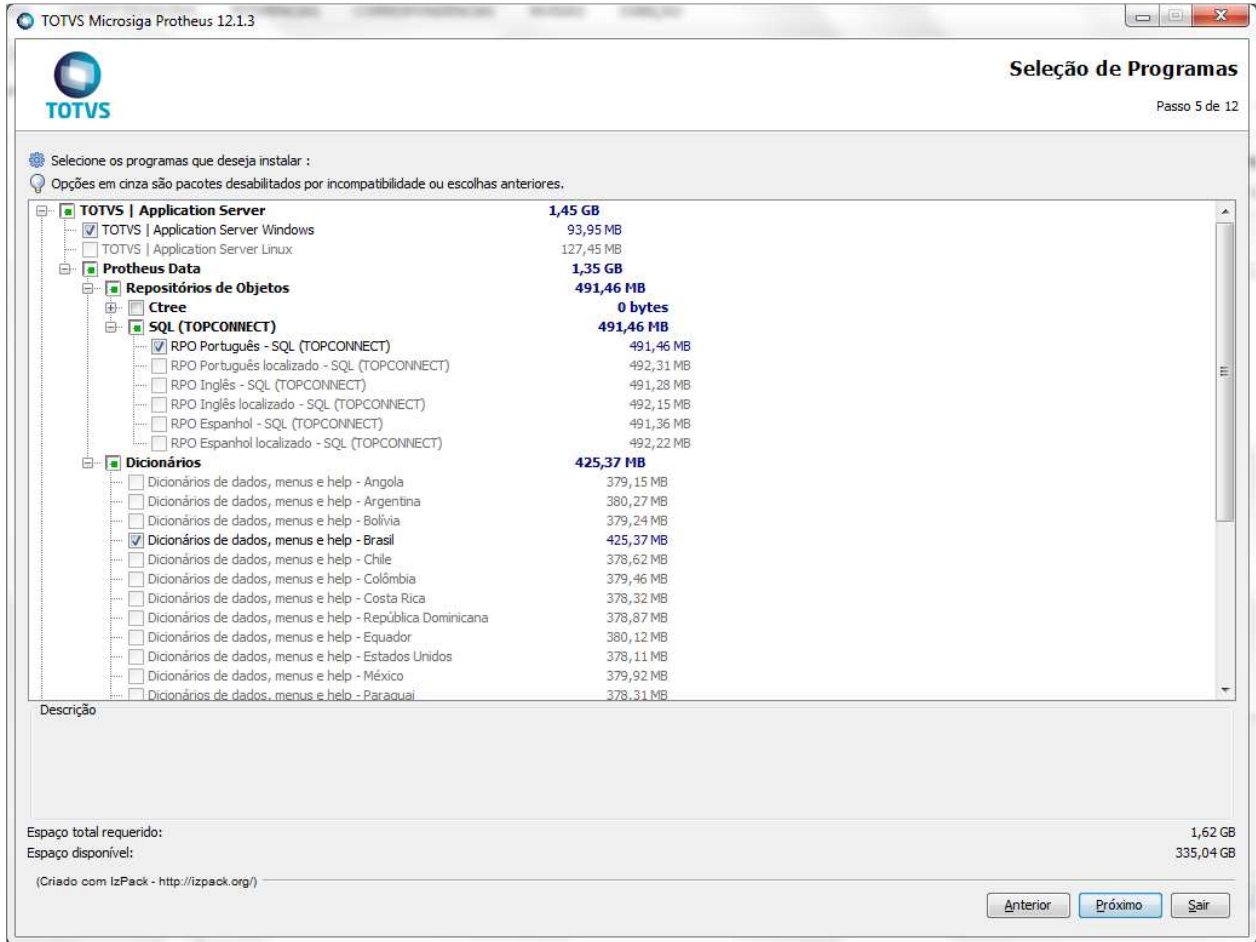 TOTVS Microsiga Protheus 12.1.3
TOTVS
Seleção de Programas
Passo 5 de 12
Selecione os programas que deseja instalar :
Opções em cinza são pacotes desabilitados por incompatibilidade ou escolhas anteriores.
TOTVS | Application Server 1,45 GB
TOTVS | Application Server Windows 93,95 MB
TOTVS | Application Server Linux 127,45 MB
Protheus Data 1,35 GB
Repositórios de Objetos 491,46 MB
Ctree 0 bytes
SQL (TOPCONNECT) 491,46 MB
RPO Português - SQL (TOPCONNECT) 491,46 MB
RPO Português localizado - SQL (TOPCONNECT) 492,31 MB
RPO Inglês - SQL (TOPCONNECT) 491,28 MB
RPO Inglês localizado - SQL (TOPCONNECT) 492,15 MB
RPO Espanhol - SQL (TOPCONNECT) 491,36 MB
RPO Espanhol localizado - SQL (TOPCONNECT) 492,22 MB
Dicionários 425,37 MB
Dicionários de dados, menus e help - Angola 379,15 MB
Dicionários de dados, menus e help - Argentina 380,27 MB
Dicionários de dados, menus e help - Bolívia 379,24 MB
Dicionários de dados, menus e help - Brasil 425,37 MB
Dicionários de dados, menus e help - Chile 378,62 MB
Dicionários de dados, menus e help - Colômbia 379,46 MB
Dicionários de dados, menus e help - Costa Rica 378,32 MB
Dicionários de dados, menus e help - República Dominicana 378,87 MB
Dicionários de dados, menus e help - Equador 380,12 MB
Dicionários de dados, menus e help - Estados Unidos 378,11 MB
Dicionários de dados, menus e help - México 379,92 MB
Dicionários de dados, menus e help - Paraguai 378,31 MB
Descrição
Espaço total requerido: 1,62 GB
Espaço disponível: 335,04 GB
(Criado com IzPack - http://izpack.org/)
Anterior Próximo Sair